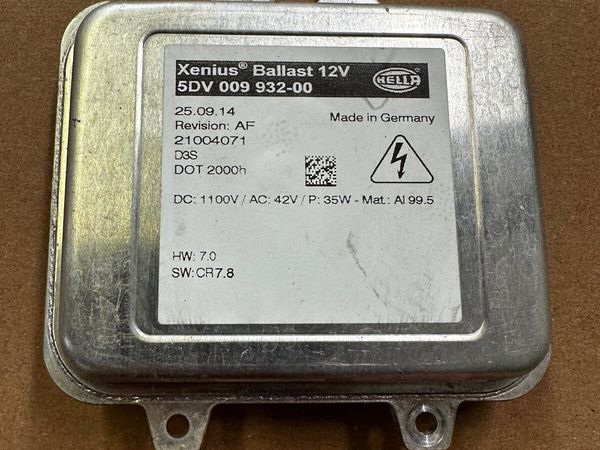 Xenius® Ballast 12V
5DV 009 932-00
HELLA
25.09.14
Made in Germany
Revision: AF
21004071
D3S
DOT 2000h
DC: 1100V / AC: 42V / P: 35W - Mat.: Al 99.5
HW: 7.0
SW: CR7.8